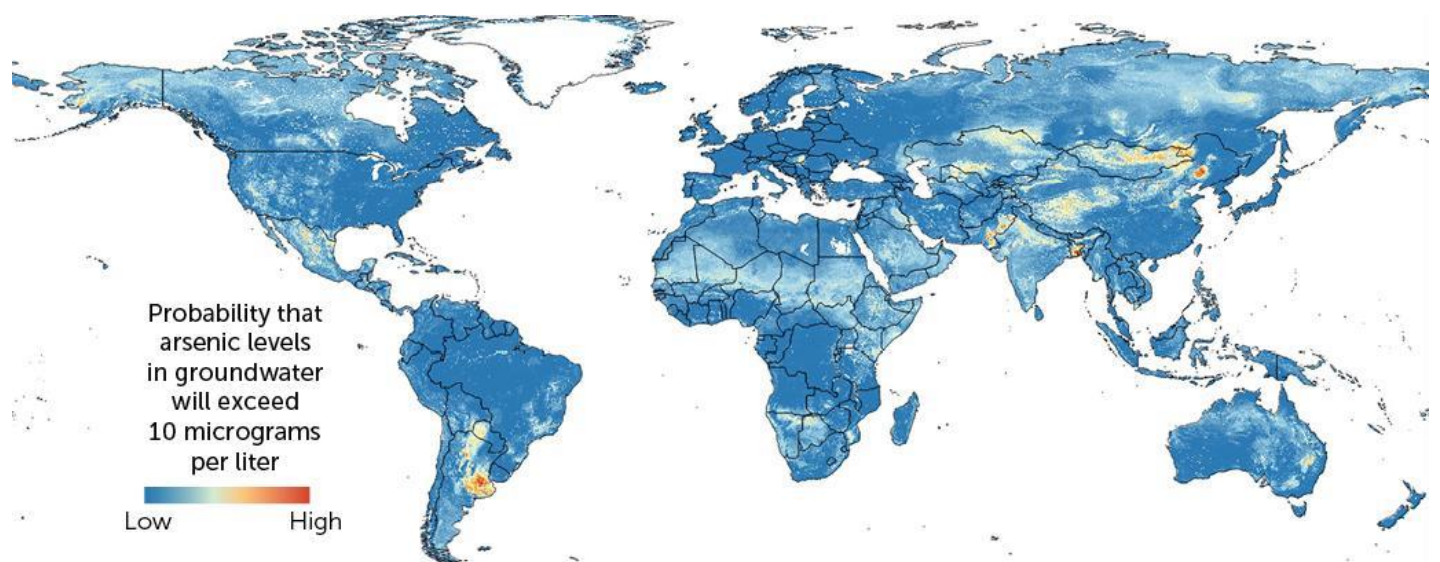 Probability that
arsenic levels
in groundwater
will exceed
10 micrograms
per liter
Low High